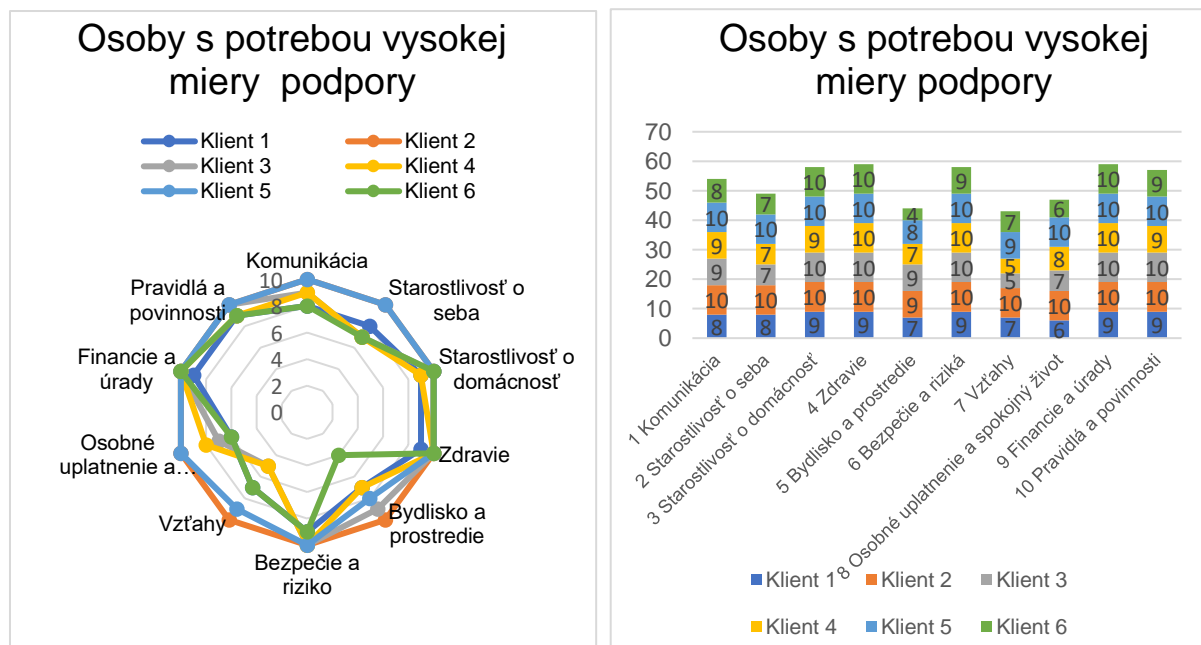 Osoby s potrebou vysokej
miery podpory
Klient 1
Klient 2
Klient 3
Klient 4
Klient 5
Klient 6
Komunikácia
Starostlivosť o
seba
Starostlivosť o
domácnosť
Zdravie
Bydlisko a
prostredie
Bezpečie a
riziko
Vzťahy
Osobné
uplatnenie a...
Financie a
úrady
Pravidlá a
povinnosti
10
8
6
4
2
0
Osoby s potrebou vysokej
miery podpory
70
60
50
40
30
20
10
0
8 10 9 9 10 8
8 10 7 7 10 7
9 10 10 9 10 10
9 10 10 10 10 10
7 9 9 7 8 4
9 10 10 10 10 9
7 10 5 5 9 7
6 10 7 8 10 6
9 10 10 10 10 10
9 10 10 9 10 9
1 Komunikácia
2 Starostlivosť o seba
3 Starostlivosť o domácnosť
4 Zdravie
5 Bydlisko a prostredie
6 Bezpečie a riziká
7 Vzťahy
8 Osobné uplatnenie a spokojný život
9 Financie a úrady
10 Pravidlá a povinnosti
Klient 1
Klient 2
Klient 3
Klient 4
Klient 5
Klient 6